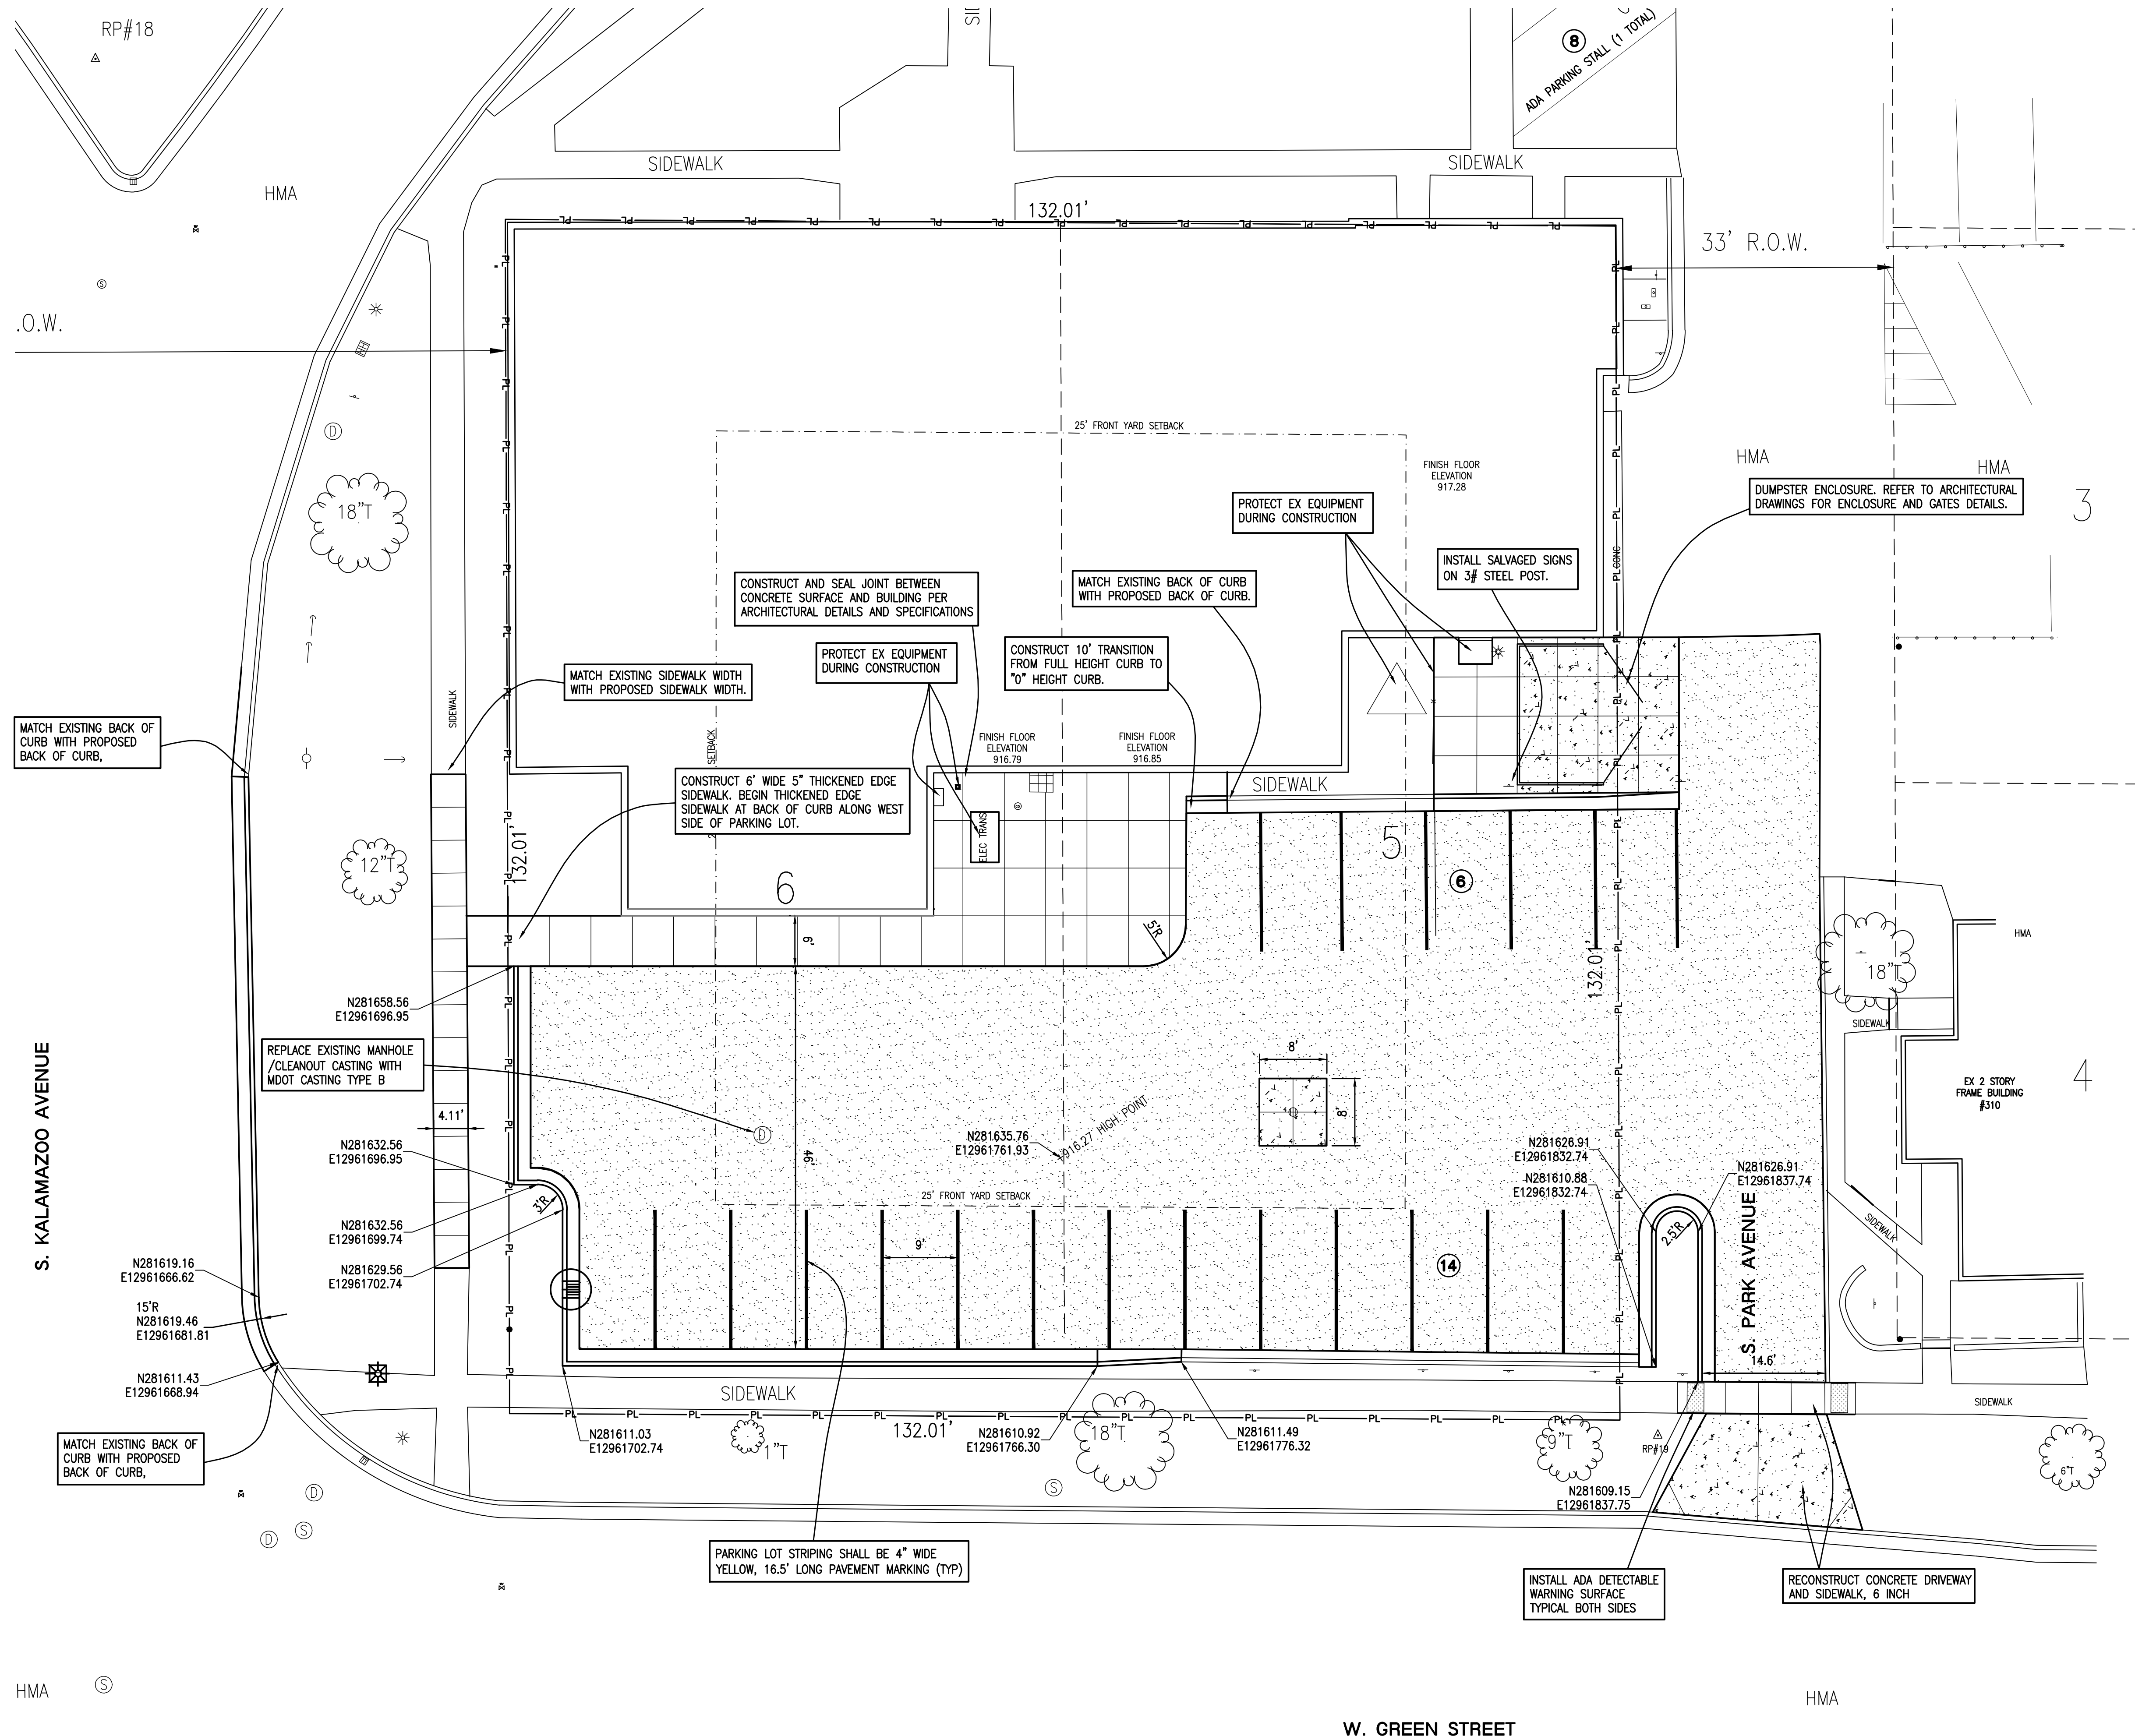 RP#18
8
ADA PARKING STALL (1 TOTAL)
SIDEWALK
SIDEWALK
HMA
132.01'
33' R.O.W.
.O.W.
25' FRONT YARD SETBACK
FINISH FLOOR
ELEVATION
917.28
HMA
HMA
DUMPSTER ENCLOSURE. REFER TO ARCHITECTURAL
DRAWINGS FOR ENCLOSURE AND GATES DETAILS.
3
PROTECT EX EQUIPMENT
DURING CONSTRUCTION
D
18"T
INSTALL SALVAGED SIGNS
ON 3# STEEL POST.
CONC
CONSTRUCT AND SEAL JOINT BETWEEN
CONCRETE SURFACE AND BUILDING PER
ARCHITECTURAL DETAILS AND SPECIFICATIONS
MATCH EXISTING BACK OF CURB
WITH PROPOSED BACK OF CURB.
PROTECT EX EQUIPMENT
DURING CONSTRUCTION
CONSTRUCT 10' TRANSITION
FROM FULL HEIGHT CURB TO
"0" HEIGHT CURB.
MATCH EXISTING SIDEWALK WIDTH
WITH PROPOSED SIDEWALK WIDTH.
SIDEWALK
SETBACK
MATCH EXISTING BACK OF
CURB WITH PROPOSED
BACK OF CURB,
FINISH FLOOR
ELEVATION
916.79
FINISH FLOOR
ELEVATION
916.85
SIDEWALK
CONSTRUCT 6' WIDE 5" THICKENED EDGE
SIDEWALK. BEGIN THICKENED EDGE
SIDEWALK AT BACK OF CURB ALONG WEST
SIDE OF PARKING LOT.
ELEC TRANS
132.01'
12"T
6
5
6
6'
5'R
132.01'
18"T
HMA
N281658.56
E12961696.95
SIDEWALK
REPLACE EXISTING MANHOLE
/CLEANOUT CASTING WITH
MDOT CASTING TYPE B
S. KALAMAZOO AVENUE
4.11'
D
8'
8'
EX 2 STORY
FRAME BUILDING
#310
4
N281632.56
E12961696.95
46'
N281635.76
E12961761.93
916.27 HIGH POINT
N281626.91
E12961832.74
N281610.88
E12961832.74
N281626.91
E12961837.74
25' FRONT YARD SETBACK
3'R
N281632.56
E12961699.74
9'
2.5'R
S. PARK AVENUE
SIDEWALK
N281629.56
E12961702.74
14
N281619.16
E12961666.62
15'R
N281619.46
E12961681.81
14.6'
N281611.43
E12961668.94
SIDEWALK
SIDEWALK
132.01'
N281611.03
E12961702.74
1"T
N281610.92
E12961766.30
18"T
N281611.49
E12961776.32
9"T
RP#19
6"T
MATCH EXISTING BACK OF
CURB WITH PROPOSED
BACK OF CURB,
D
S
D
S
N281609.15
E12961837.75
PARKING LOT STRIPING SHALL BE 4" WIDE
YELLOW, 16.5' LONG PAVEMENT MARKING (TYP)
INSTALL ADA DETECTABLE
WARNING SURFACE
TYPICAL BOTH SIDES
RECONSTRUCT CONCRETE DRIVEWAY
AND SIDEWALK, 6 INCH
HMA
S
HMA
W. GREEN STREET